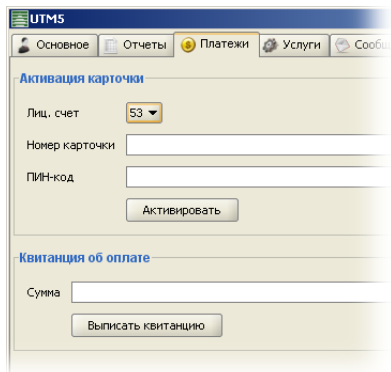 UTM5
Основное Отчеты Платежи Услуги Сообщ
Активация карточки
Лиц. счет 53
Номер карточки
ПИН-код
Активировать
Квитанция об оплате
Сумма
Выписать квитанцию